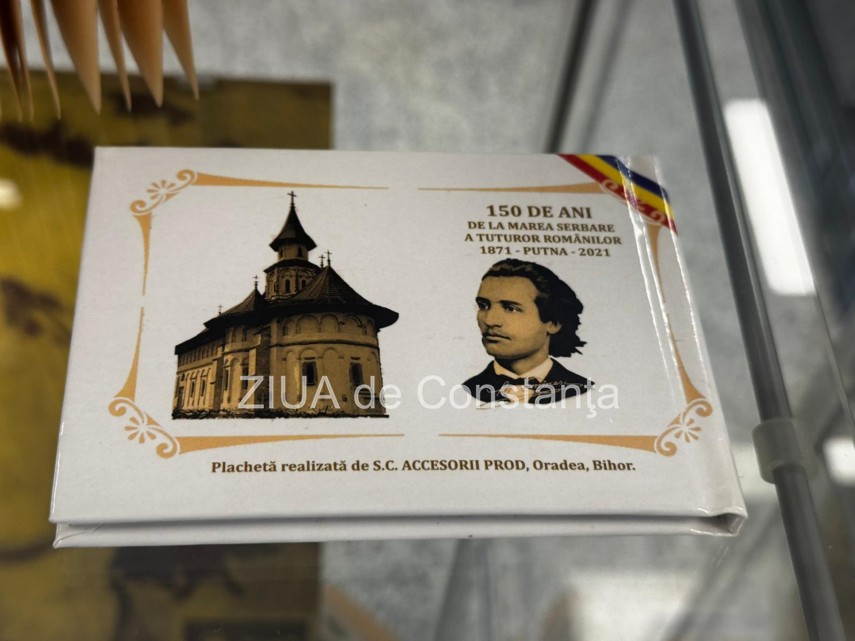 150 DE ANI
DE LA MAREA SERBARE
A TUTUROR ROMÂNILOR
1871 - PUTNA - 2021
ZIUA de Constanţa
Plachetă realizată de S.C. ACCESORII PROD, Oradea, Bihor.